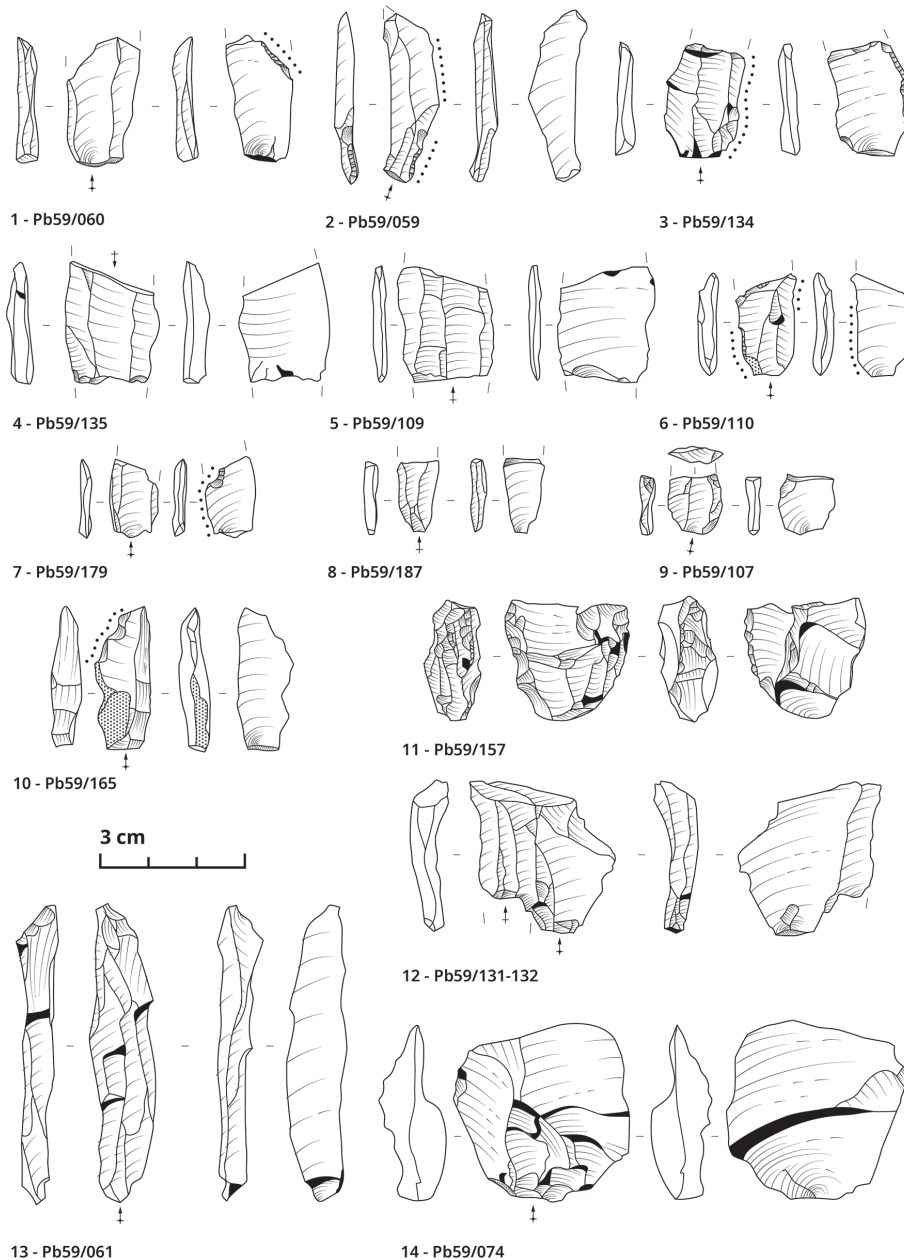 1 - Pb59/060
2 - Pb59/059
3 - Pb59/134
4 - Pb59/135
5 - Pb59/109
6 - Pb59/110
7 - Pb59/179
8 - Pb59/187
9 - Pb59/107
10 - Pb59/165
11 - Pb59/157
3 cm
12 - Pb59/131-132
13 - Pb59/061
14 - Pb59/074